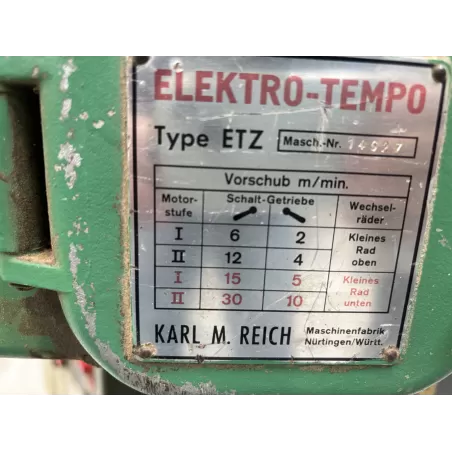 ELEKTRO-TEMPO
Type ETZ Masch.-Nr. 14927
Vorschub m/min.
Motor-stufe Schalt-Getriebe Wechsel-räder
I 6 2 Kleines Rad oben
II 12 4
I 15 5 Kleines Rad unten
II 30 10
KARL M. REICH Maschinenfabrik Nürtingen/Württ.